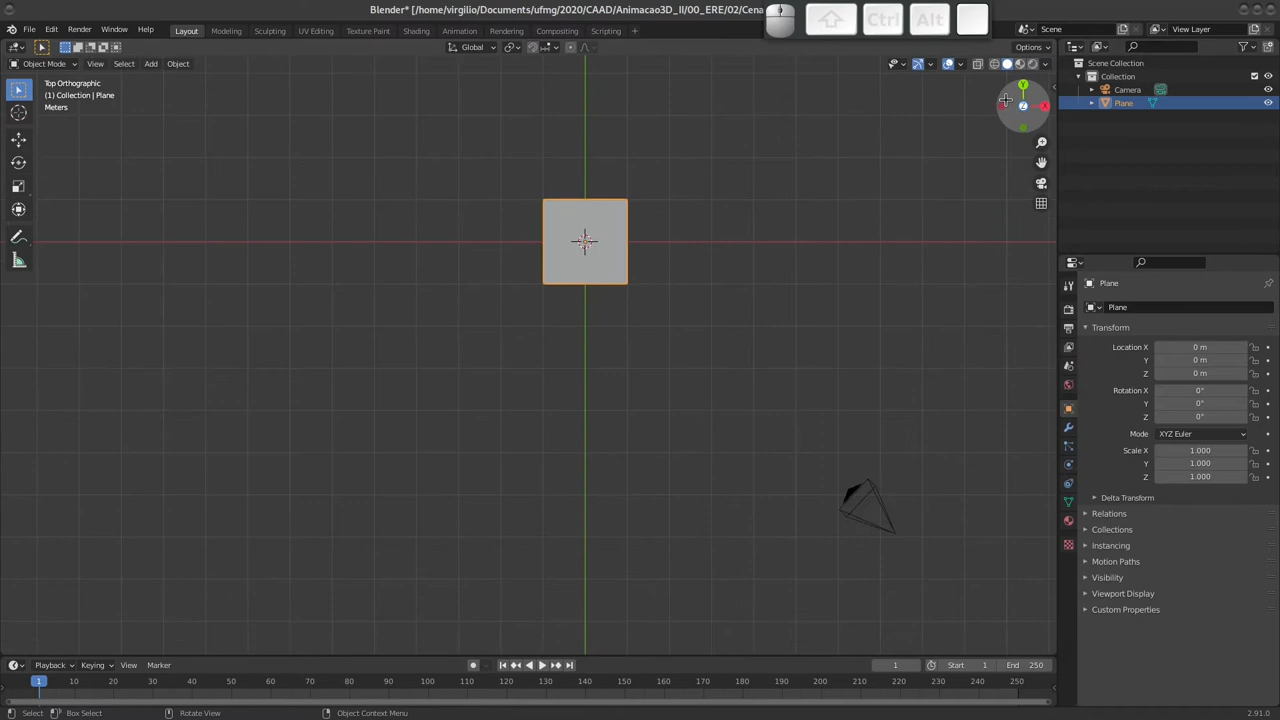 Blender* [/home/virgilio/Documents/ufmg/2020/CAAD/Animacao3D_II/00_ERE/02/Cena
Ctrl Alt
File Edit Render Window Help Layout Modeling Sculpting UV Editing Texture Paint Shading Animation Rendering Compositing Scripting Scene View Layer
Global Options
Object Mode View Select Add Object Scene Collection
Top Orthographic
(1) Collection | Plane
Meters
Collection
Camera
Plane
Y
X
Z
Plane
Plane
Transform
Location X 0 m
Y 0 m
Z 0 m
Rotation X 0°
Y 0°
Z 0°
Mode XYZ Euler
Scale X 1.000
Y 1.000
Z 1.000
Delta Transform
Relations
Collections
Instancing
Motion Paths
Visibility
Viewport Display
Custom Properties
Playback Keying View Marker 1 Start 1 End 250
1 10 20 30 40 50 60 70 80 90 100 110 120 130 140 150 160 170 180 190 200 210 220 230 240 250
Select Box Select Rotate View Object Context Menu 2.91.0